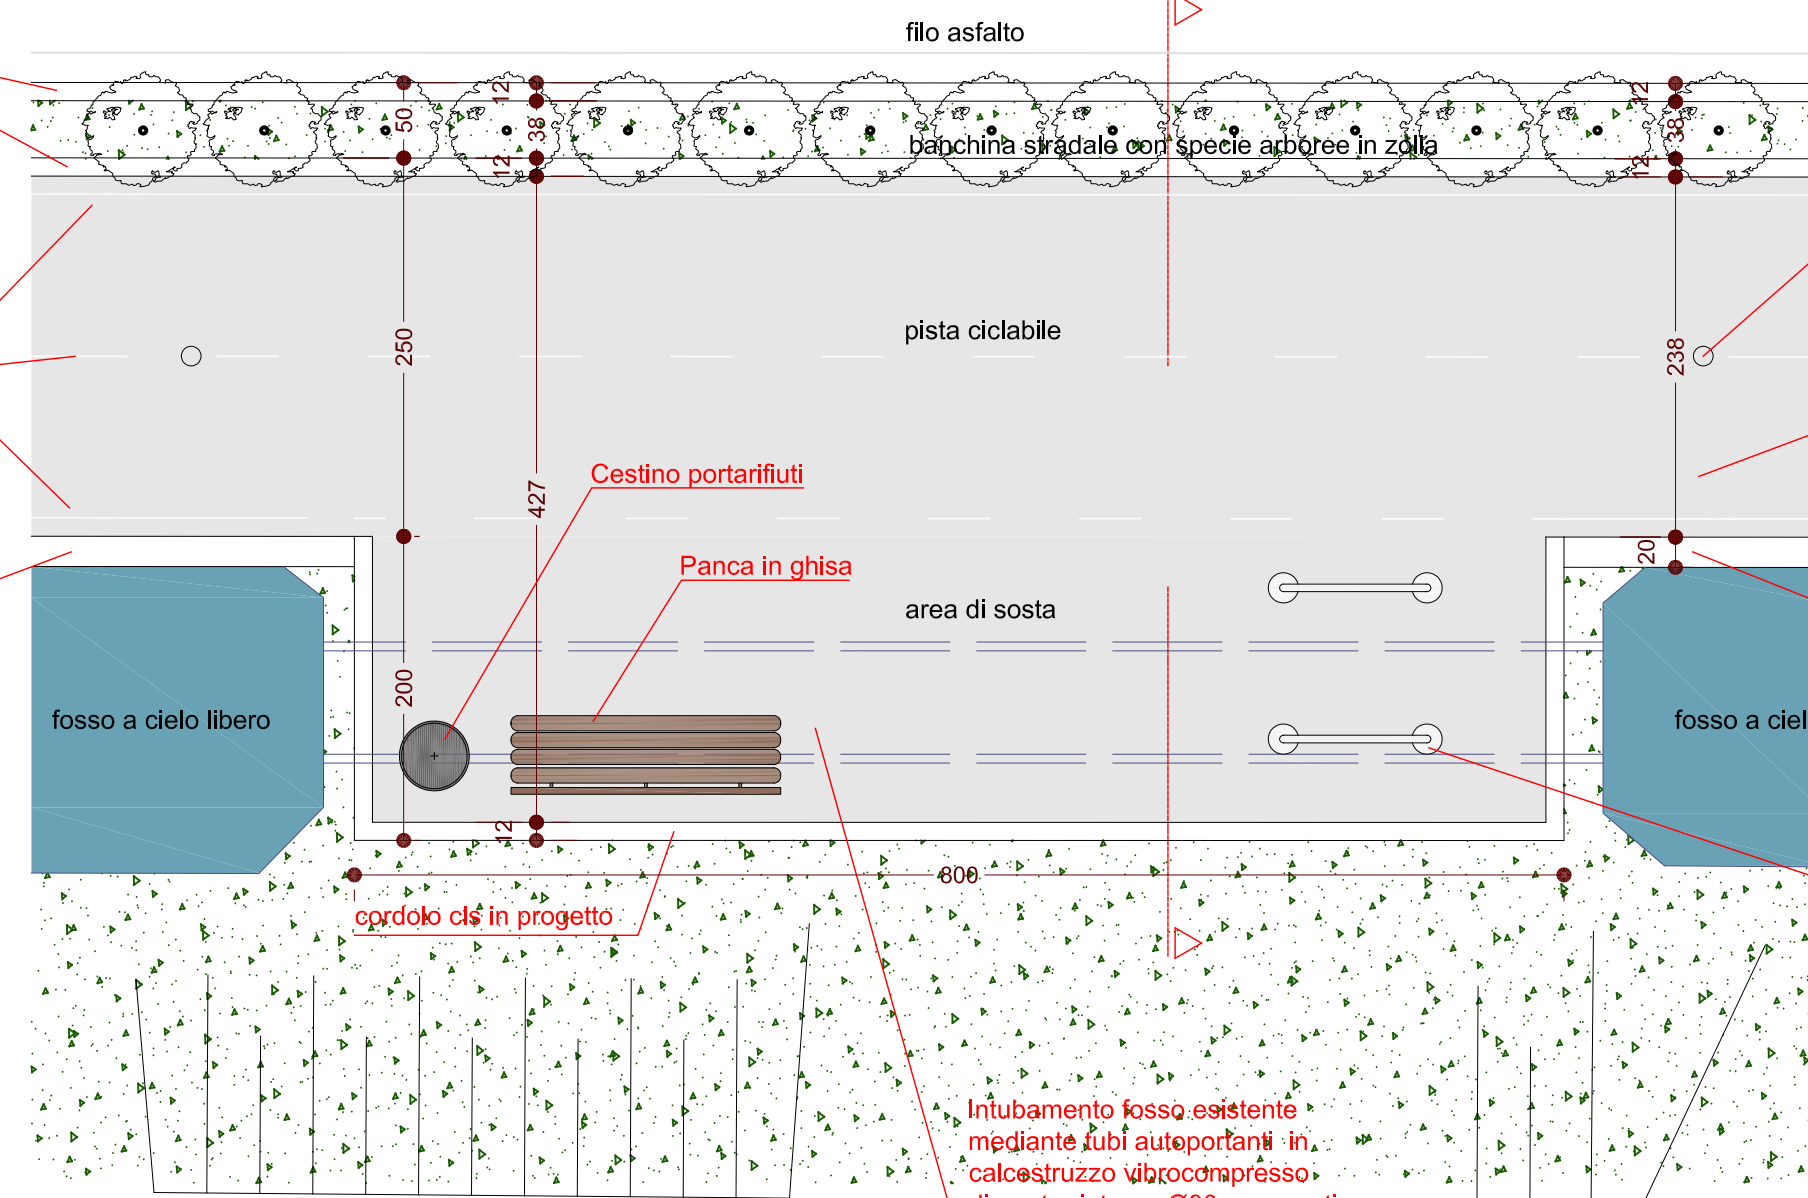 filo asfalto
12
50
38
12
12
38
12
banchina stradale con specie arboree in zolla
pista ciclabile
250
238
427
Cestino portarifiuti
20
Panca in ghisa
area di sosta
200
fosso a cielo libero
fosso a ciel
12
800
cordolo cls in progetto
Intubamento fosso esistente
mediante tubi autoportanti in
calcestruzzo vibrocompresso